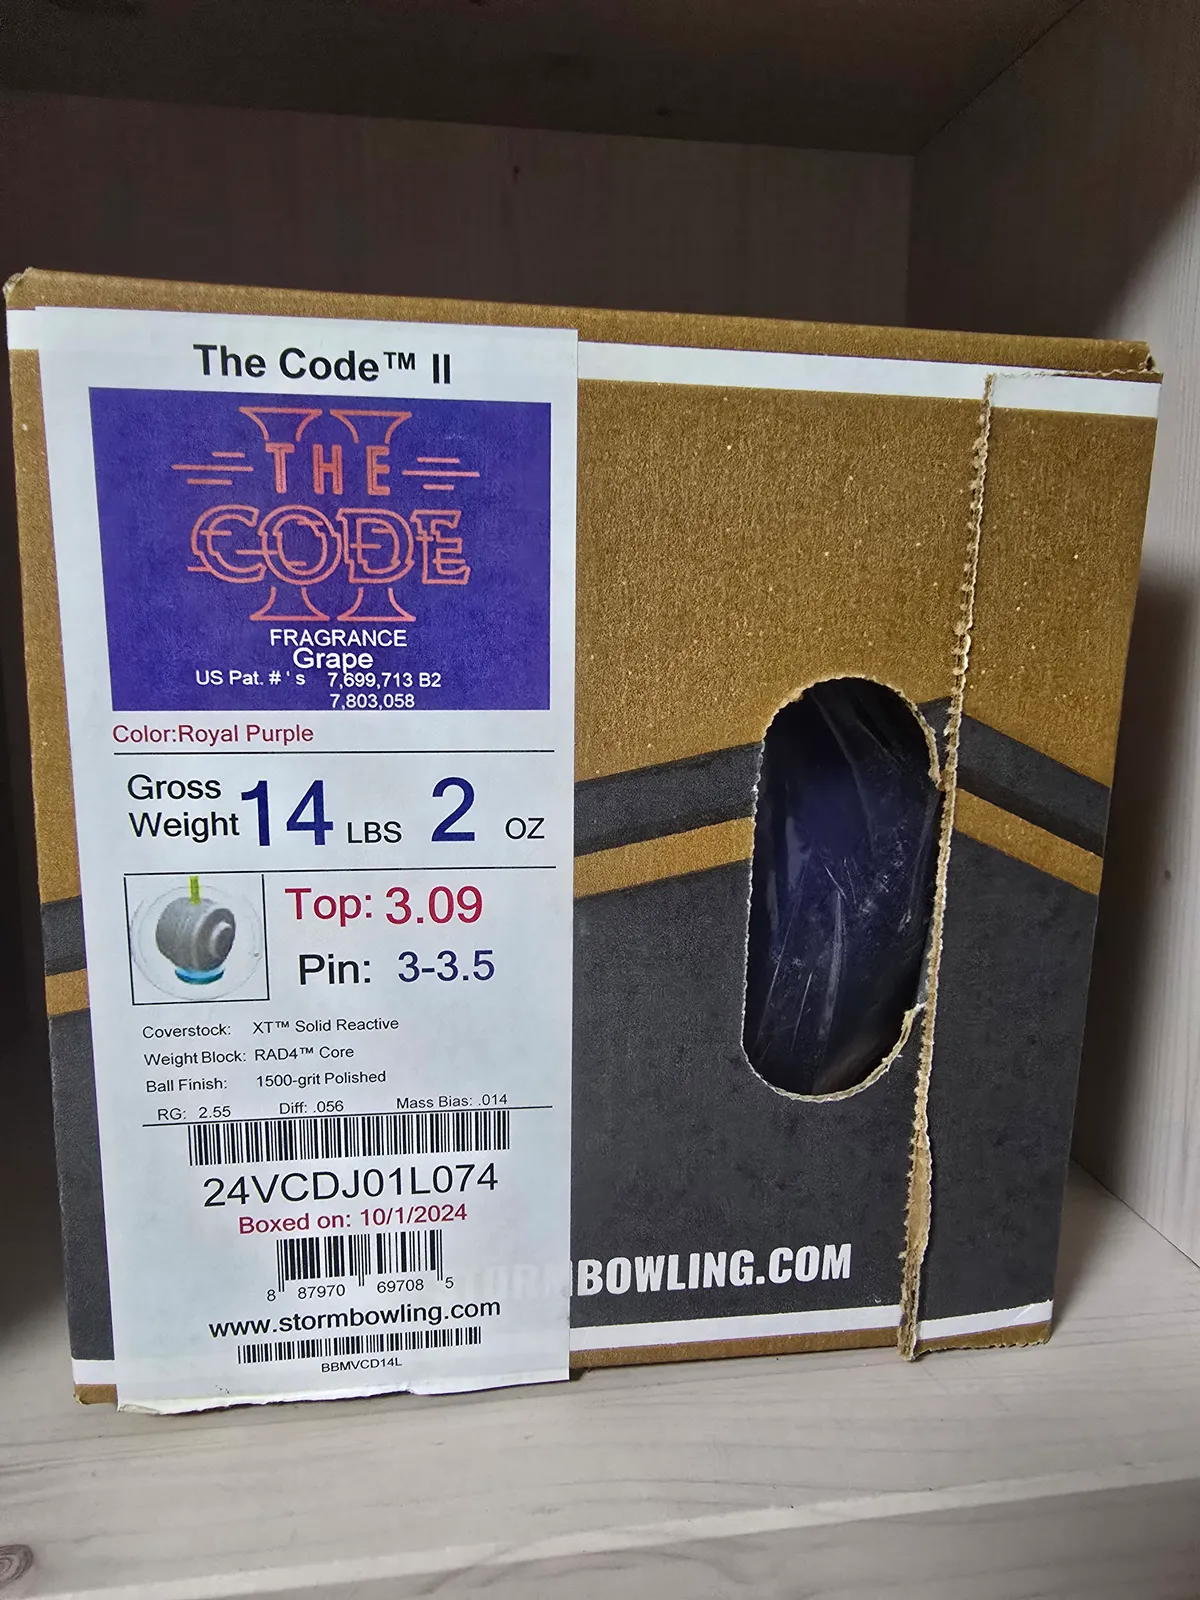 The Code™ II
II
THE
CODE
FRAGRANCE
Grape
US Pat. # ' s 7,699,713 B2
7,803,058
Color:Royal Purple
Gross
Weight 14 LBS 2 OZ
Top: 3.09
Pin: 3-3.5
Coverstock: XT™ Solid Reactive
Weight Block: RAD4™ Core
Ball Finish: 1500-grit Polished
RG: 2.55 Diff: .056 Mass Bias: .014
24VCDJ01L074
Boxed on: 10/1/2024
8 87970 69708 5
www.stormbowling.com
BBMVCD14L
TORMBOWLING.COM